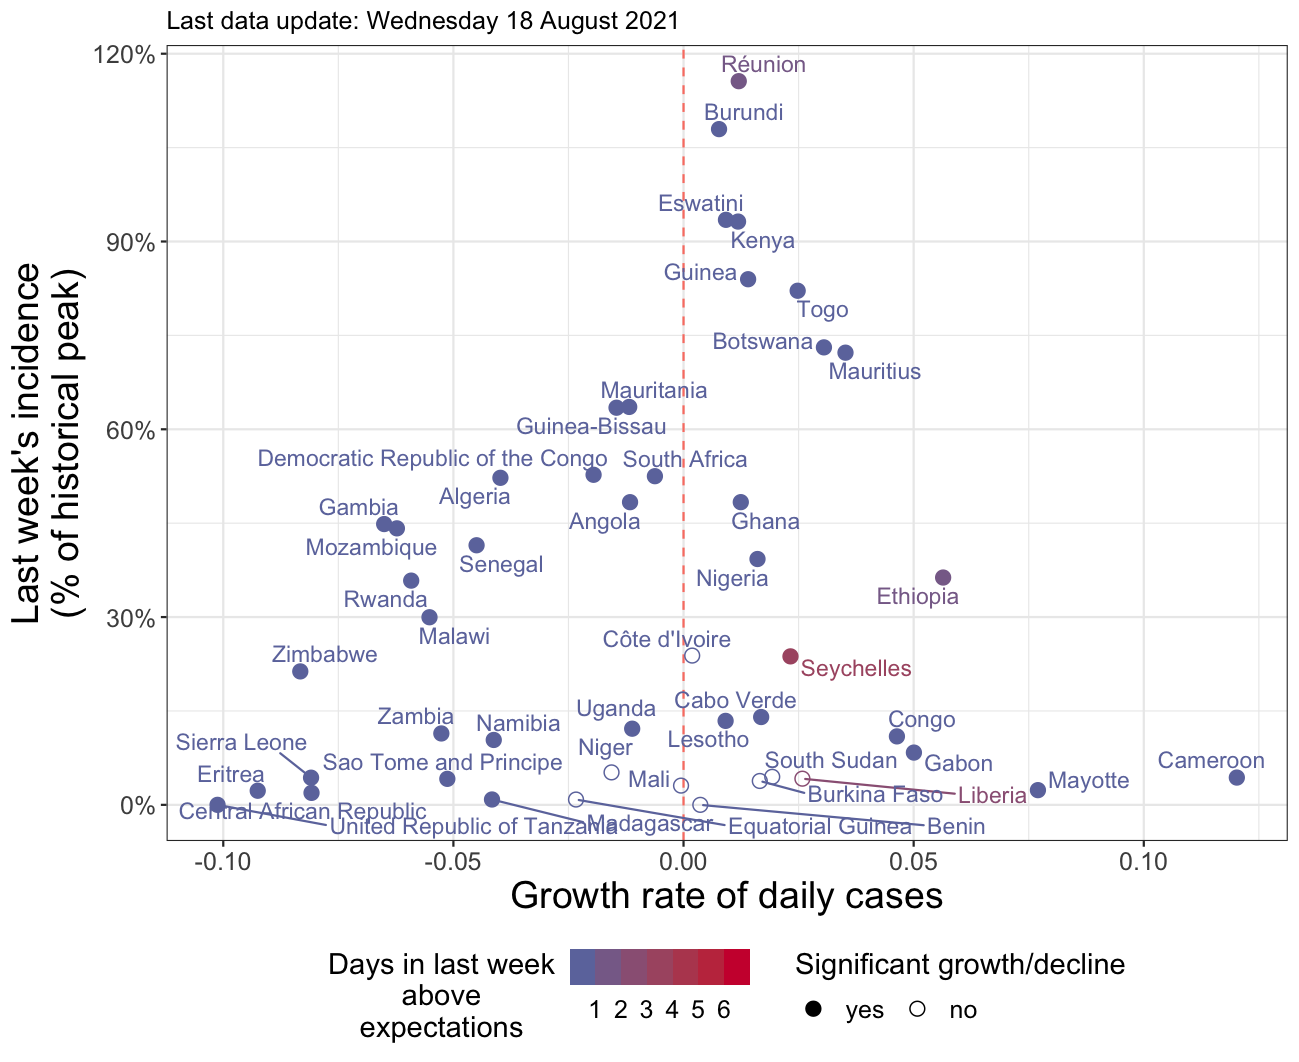 Last data update: Wednesday 18 August 2021
120%
90%
60%
30%
0%
Last week's incidence
(% of historical peak)
Réunion
Burundi
Eswatini
Kenya
Guinea
Togo
Botswana
Mauritius
Mauritania
Guinea-Bissau
Democratic Republic of the Congo
South Africa
Algeria
Gambia
Angola
Ghana
Mozambique
Senegal
Nigeria
Rwanda
Ethiopia
Malawi
Côte d'Ivoire
Zimbabwe
Seychelles
Cabo Verde
Uganda
Zambia
Namibia
Congo
Lesotho
Sierra Leone
Niger
Sao Tome and Principe
South Sudan
Gabon
Cameroon
Eritrea
Mali
Mayotte
Burkina Faso
Liberia
Central African Republic
United Republic of Tanzania
Madagascar
Equatorial Guinea
Benin
-0.10
-0.05
0.00
0.05
0.10
Growth rate of daily cases
Days in last week
above
expectations
1 2 3 4 5 6
Significant growth/decline
yes
no